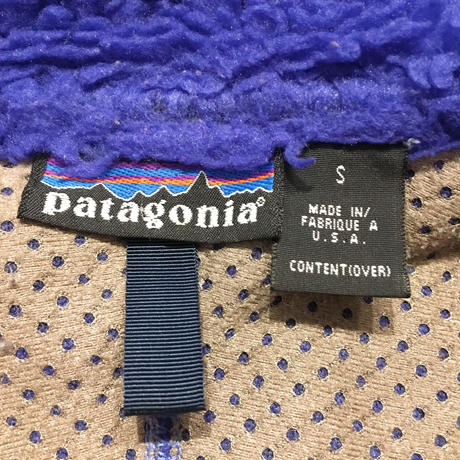 patagonia®
S
MADE IN/
FABRIQUE A
U.S.A.
CONTENT(OVER)